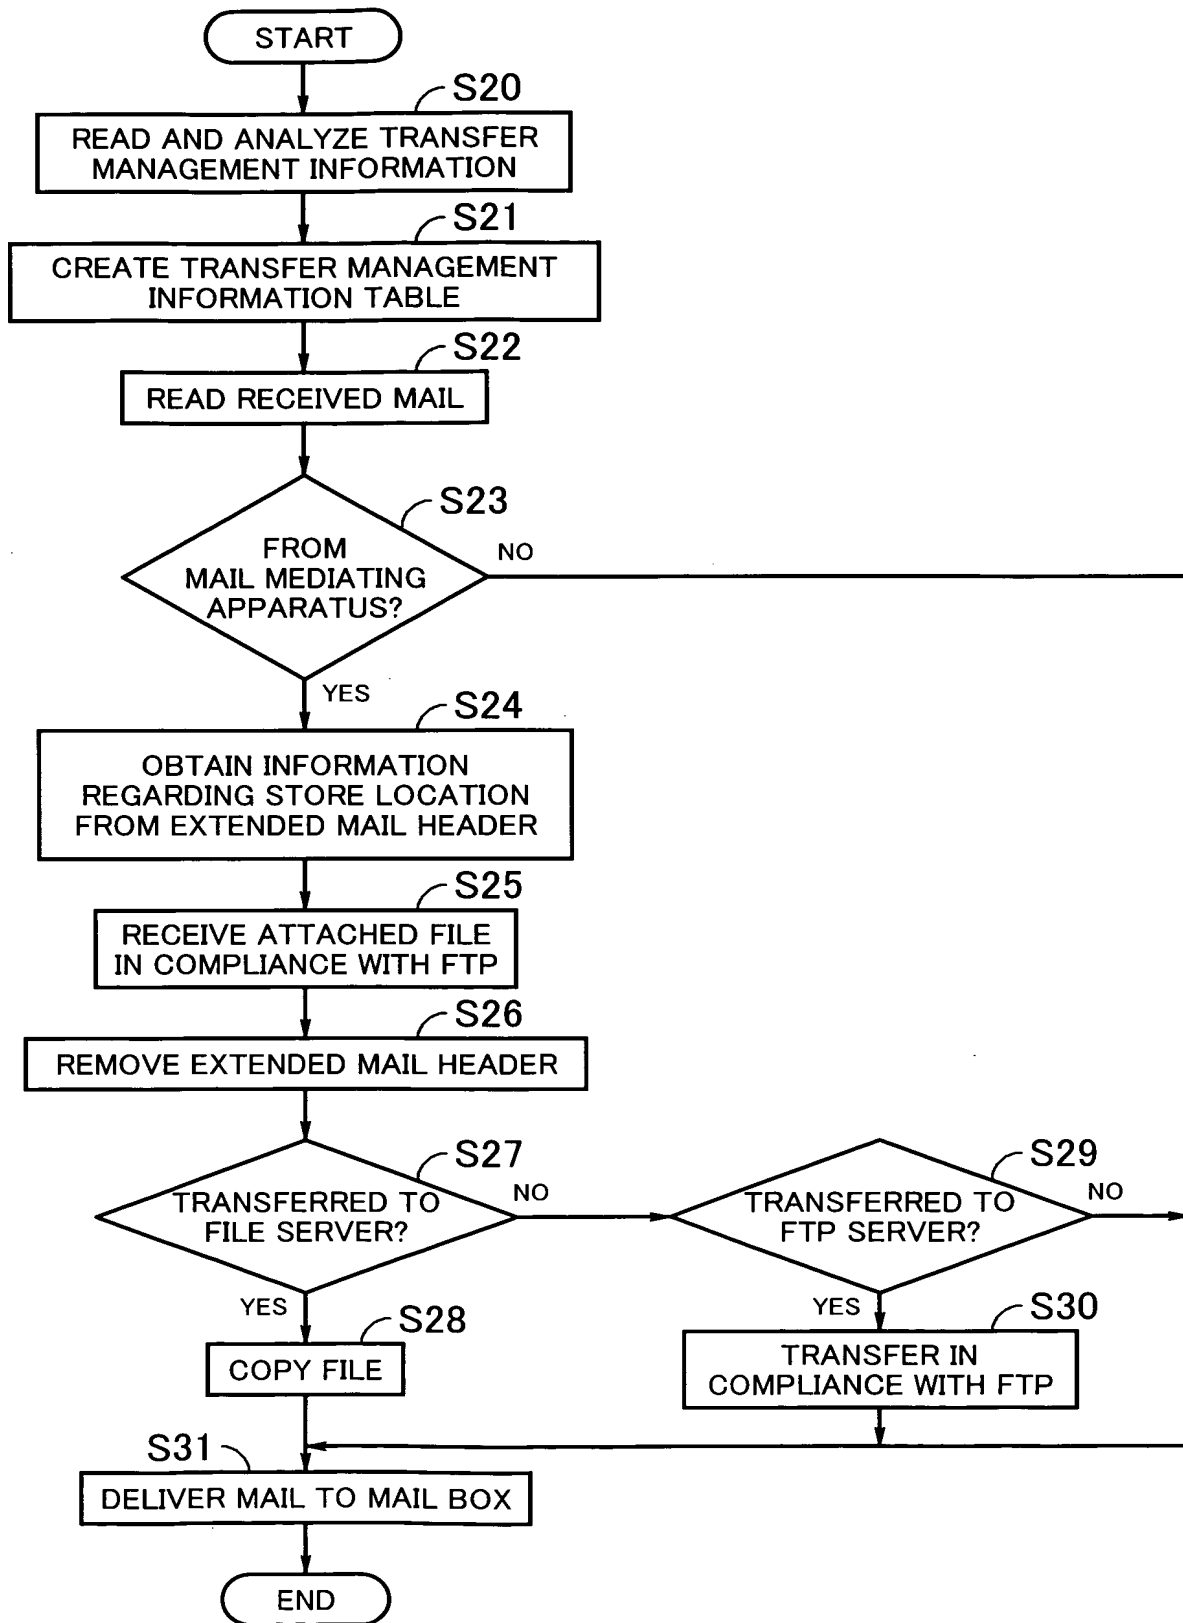 START
S20
READ AND ANALYZE TRANSFER
MANAGEMENT INFORMATION
S21
CREATE TRANSFER MANAGEMENT
INFORMATION TABLE
S22
READ RECEIVED MAIL
S23
FROM
MAIL MEDIATING
APPARATUS?
NO
YES
S24
OBTAIN INFORMATION
REGARDING STORE LOCATION
FROM EXTENDED MAIL HEADER
S25
RECEIVE ATTACHED FILE
IN COMPLIANCE WITH FTP
S26
REMOVE EXTENDED MAIL HEADER
S27
TRANSFERRED TO
FILE SERVER?
NO
YES
S28
COPY FILE
S29
TRANSFERRED TO
FTP SERVER?
NO
YES
S30
TRANSFER IN
COMPLIANCE WITH FTP
S31
DELIVER MAIL TO MAIL BOX
END